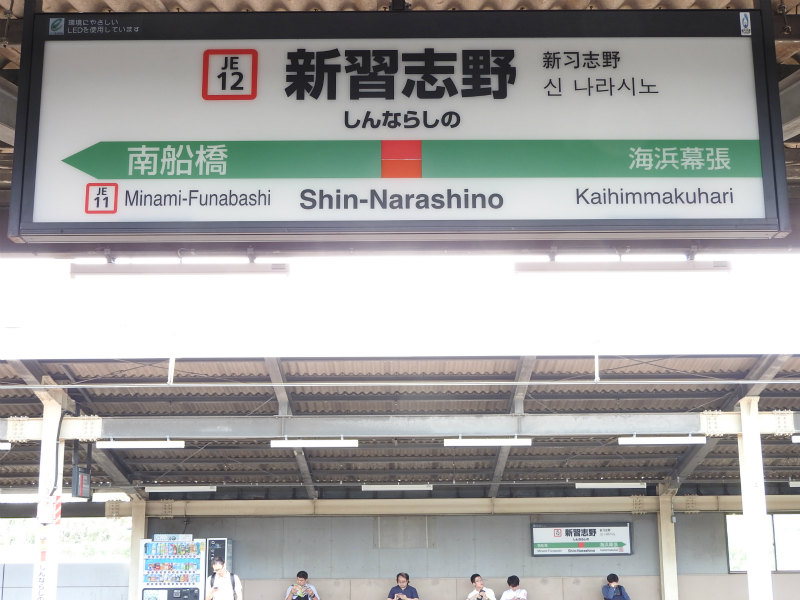 環境にやさしい
LEDを使用しています
JE
12
新習志野
新习志野
신 나라시노
しんならしの
南船橋
海浜幕張
JE
11
Minami-Funabashi
Shin-Narashino
Kaihimmakuhari
新習志野
Shin-Narashino